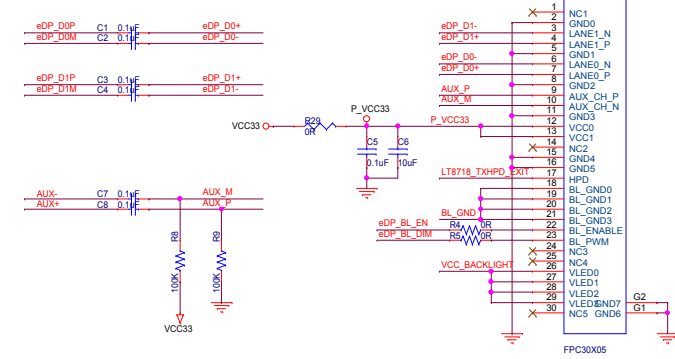 eDP_D0P C1 0.1uF eDP_D0+
eDP_D0M C2 0.1uF eDP_D0-
eDP_D1P C3 0.1uF eDP_D1+
eDP_D1M C4 0.1uF eDP_D1-
VCC33 R29 0R P_VCC33 P_VCC33
C5 0.1uF
C6 10uF
AUX- C7 0.1uF AUX_M
AUX+ C8 0.1uF AUX_P
R8 100K
R9 100K
VCC33
1 NC1
2 GND0
eDP_D1- 3 LANE1_N
eDP_D1+ 4 LANE1_P
5 GND1
eDP_D0- 6 LANE0_N
eDP_D0+ 7 LANE0_P
8 GND2
AUX_P 9 AUX_CH_P
AUX_M 10 AUX_CH_N
11 GND3
12 VCC0
13 VCC1
14 NC2
15 GND4
16 GND5
LT8718_TXHPD_EXIT 17 HPD
18 BL_GND0
19 BL_GND1
20 BL_GND2
BL_GND 21 BL_GND3
eDP_BL_EN R4 0R 22 BL_ENABLE
eDP_BL_DIM R5 0R 23 BL_PWM
24 NC3
25 NC4
VCC_BACKLIGHT 26 VLED0
27 VLED1
28 VLED2
29 VLED3 GND7 G2
30 NC5 GND6 G1
FPC30X05